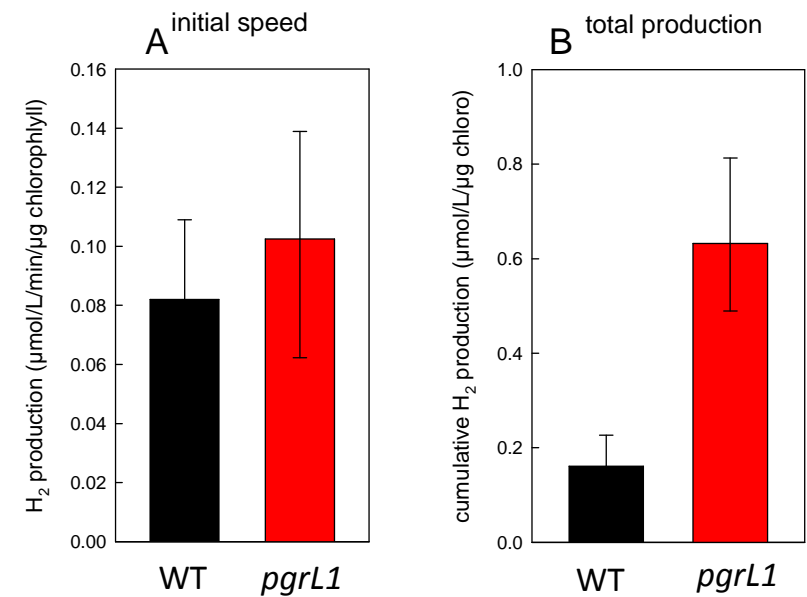 A initial speed
0.16
0.14
0.12
0.10
0.08
0.06
0.04
0.02
0.00
H2 production (µmol/L/min/µg chlorophlyll)
WT pgrL1
B total production
1.0
0.8
0.6
0.4
0.2
0.0
cumulative H2 production (µmol/L/µg chloro)
WT pgrL1